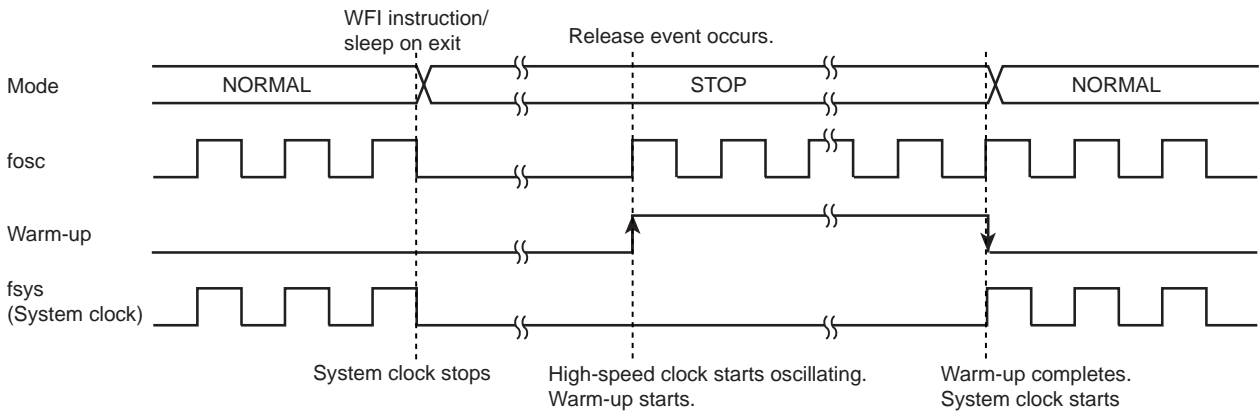 WFI instruction/
sleep on exit
Release event occurs.
Mode
NORMAL
STOP
NORMAL
fosc
Warm-up
fsys
(System clock)
System clock stops
High-speed clock starts oscillating.
Warm-up starts.
Warm-up completes.
System clock starts